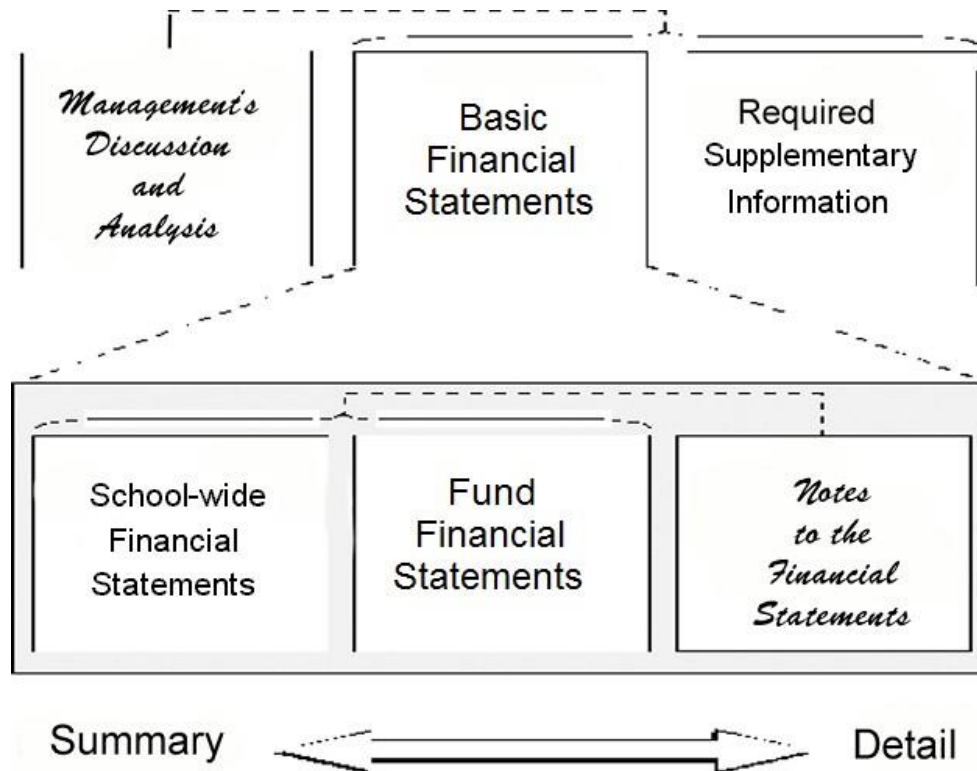 Management's
Discussion
and
Analysis
Basic
Financial
Statements
Required
Supplementary
Information
School-wide
Financial
Statements
Fund
Financial
Statements
Notes
to the
Financial
Statements
Summary
Detail